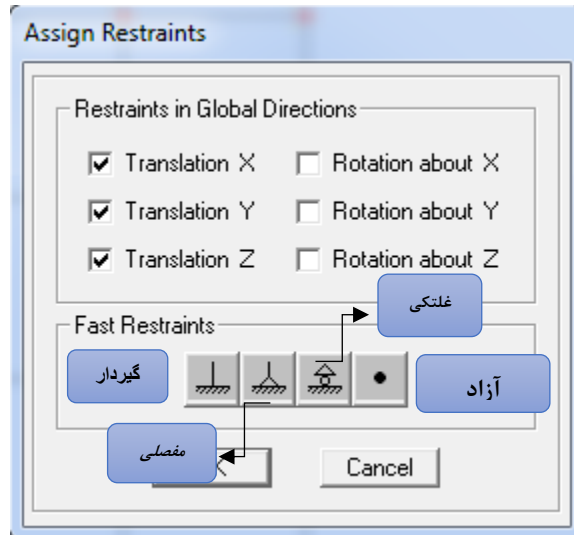 Assign Restraints
Restraints in Global Directions
Translation X
Rotation about X
Translation Y
Rotation about Y
Translation Z
Rotation about Z
غلتکی
Fast Restraints
گیردار
آزاد
مفصلی
Cancel